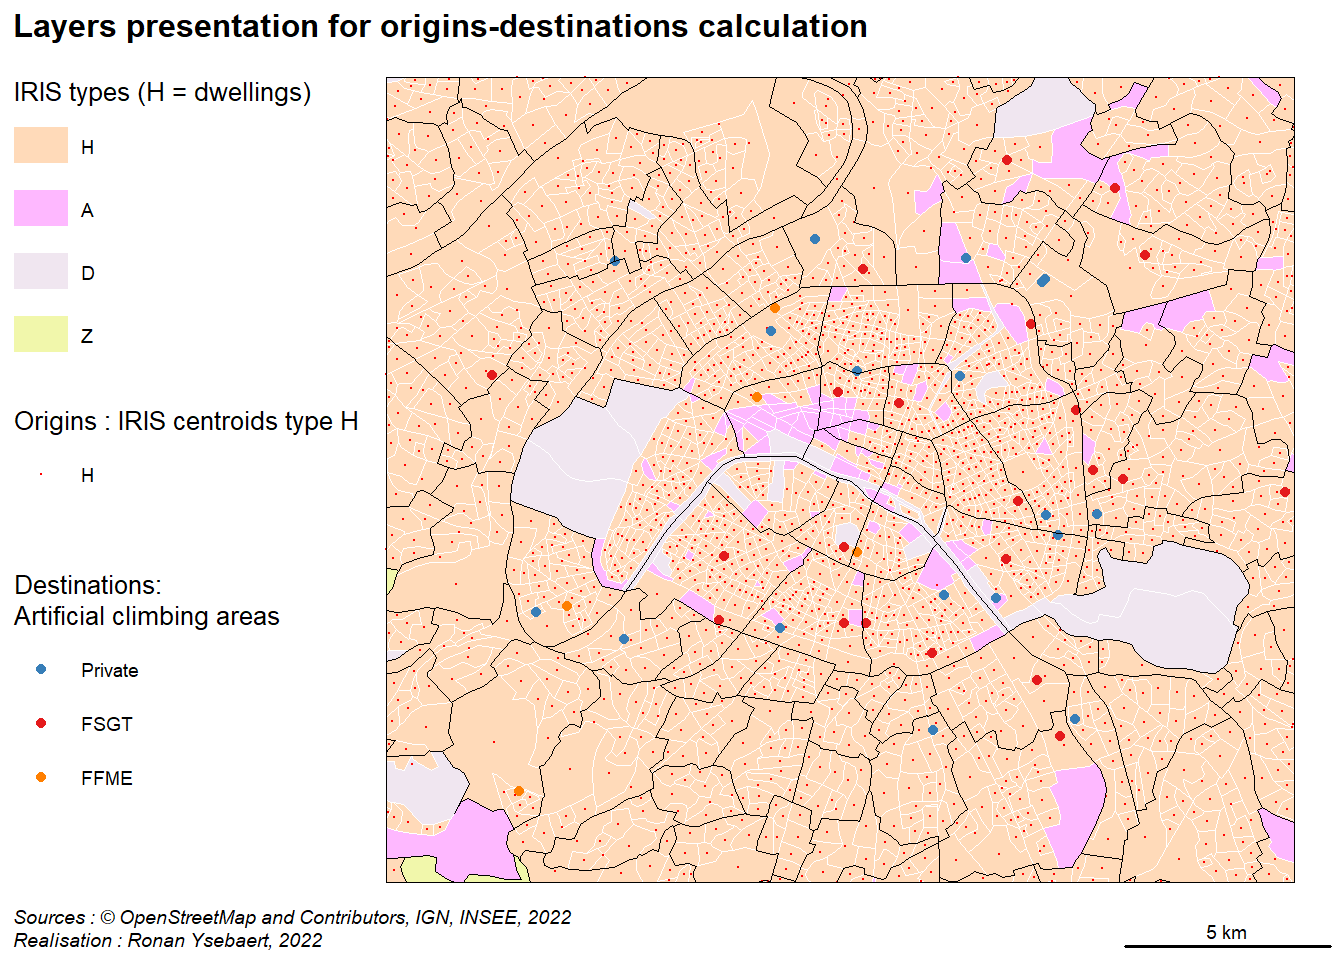 Layers presentation for origins-destinations calculation
IRIS types (H = dwellings)
H
A
D
Z
Origins : IRIS centroids type H
H
Destinations:
Artificial climbing areas
Private
FSGT
FFME
Sources : © OpenStreetMap and Contributors, IGN, INSEE, 2022
Realisation : Ronan Ysebaert, 2022
5 km